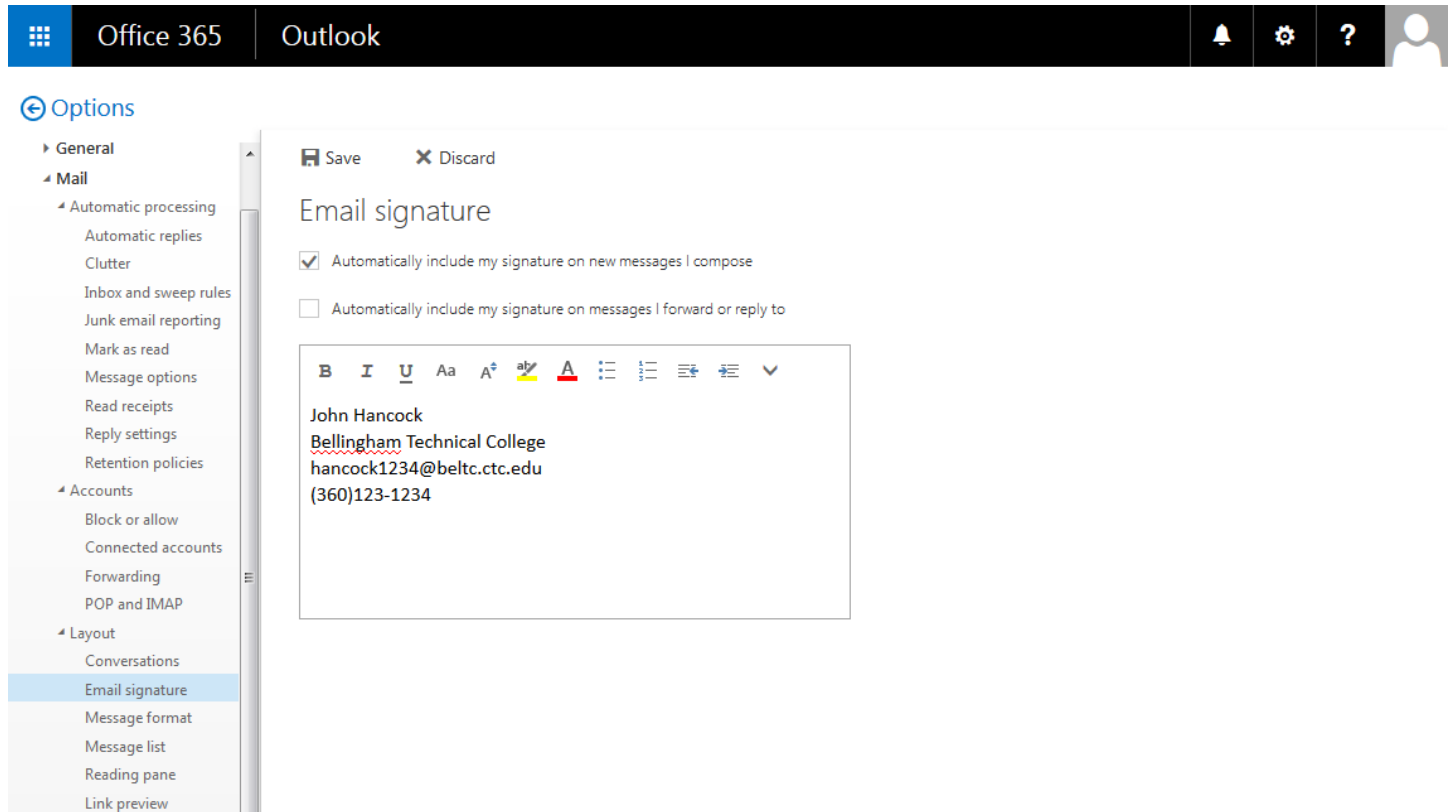 Office 365 Outlook ?
Options
General
Mail
Automatic processing
Automatic replies
Clutter
Inbox and sweep rules
Junk email reporting
Mark as read
Message options
Read receipts
Reply settings
Retention policies
Accounts
Block or allow
Connected accounts
Forwarding
POP and IMAP
Layout
Conversations
Email signature
Message format
Message list
Reading pane
Link preview
Save Discard
Email signature
Automatically include my signature on new messages I compose
Automatically include my signature on messages I forward or reply to
B I U Aa A ab A
John Hancock
Bellingham Technical College
hancock1234@beltc.ctc.edu
(360)123-1234